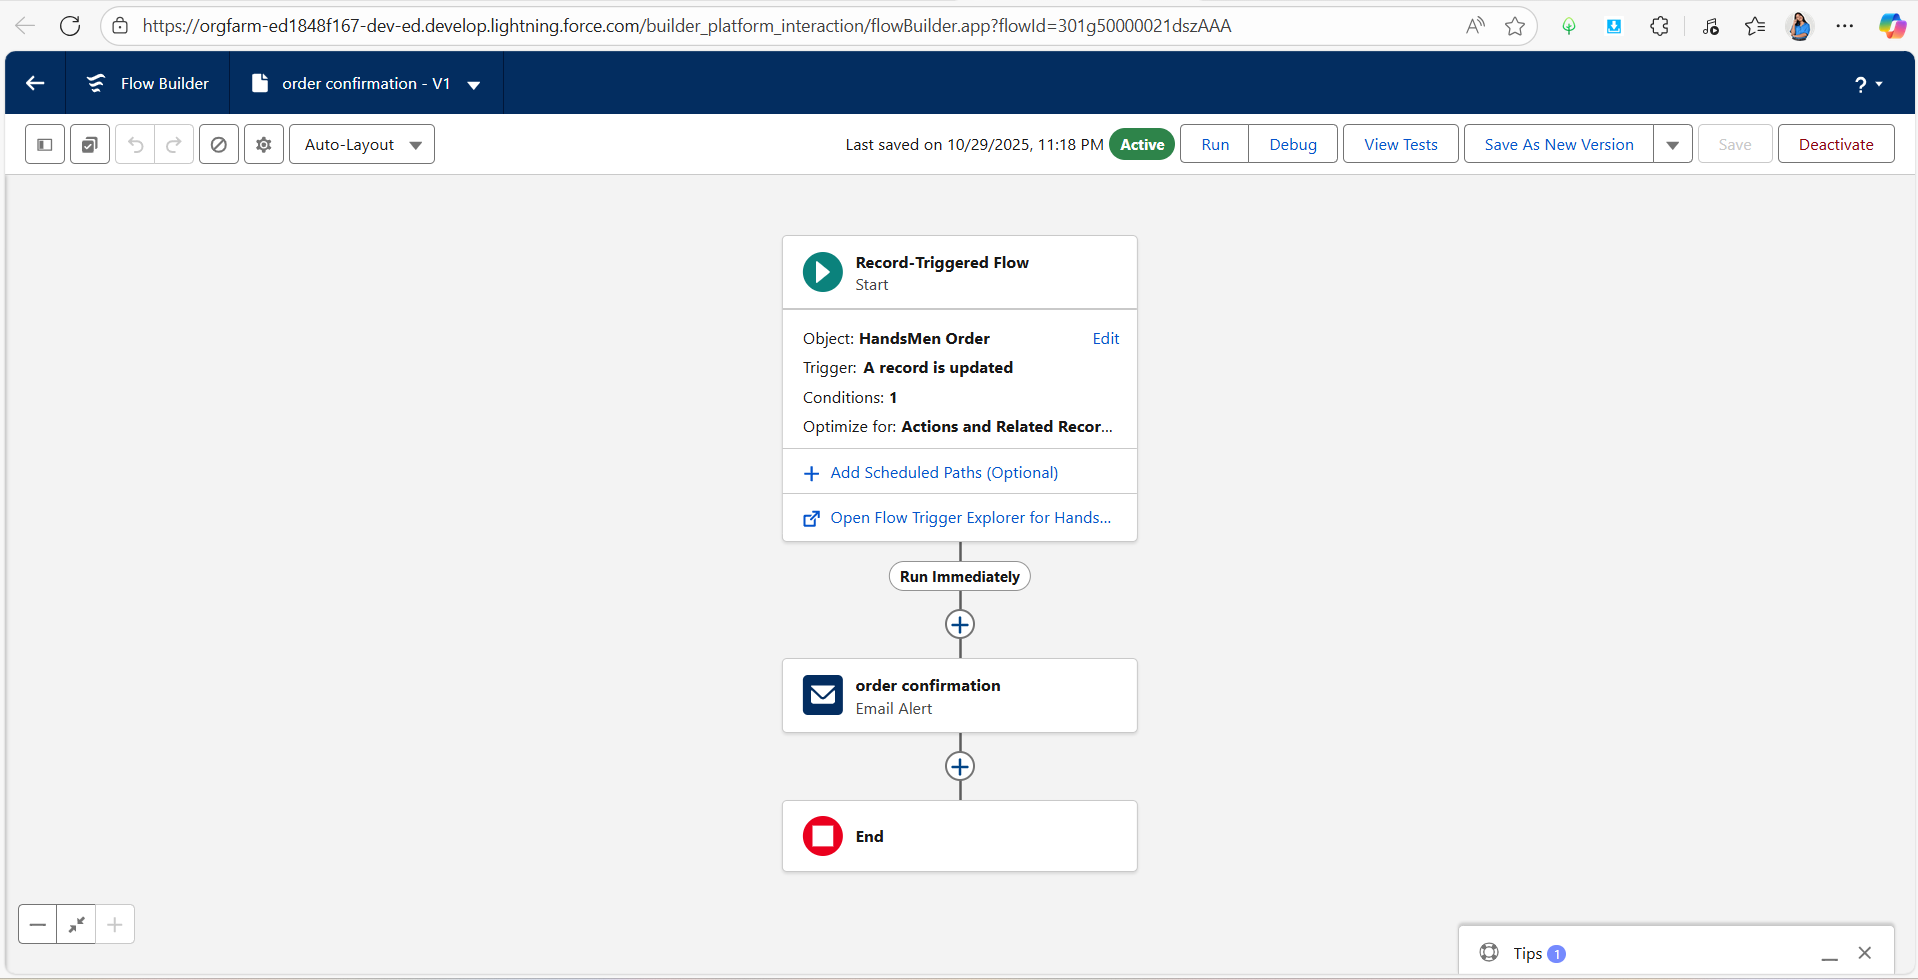 https://orgfarm-ed1848f167-dev-ed.develop.lightning.force.com/builder_platform_interaction/flowBuilder.app?flowId=301g50000021dszAAA
Flow Builder
order confirmation - V1
?
Auto-Layout
Last saved on 10/29/2025, 11:18 PM
Active
Run
Debug
View Tests
Save As New Version
Save
Deactivate
Record-Triggered Flow
Start
Object: HandsMen Order
Edit
Trigger: A record is updated
Conditions: 1
Optimize for: Actions and Related Recor...
Add Scheduled Paths (Optional)
Open Flow Trigger Explorer for Hands...
Run Immediately
order confirmation
Email Alert
End
Tips 1